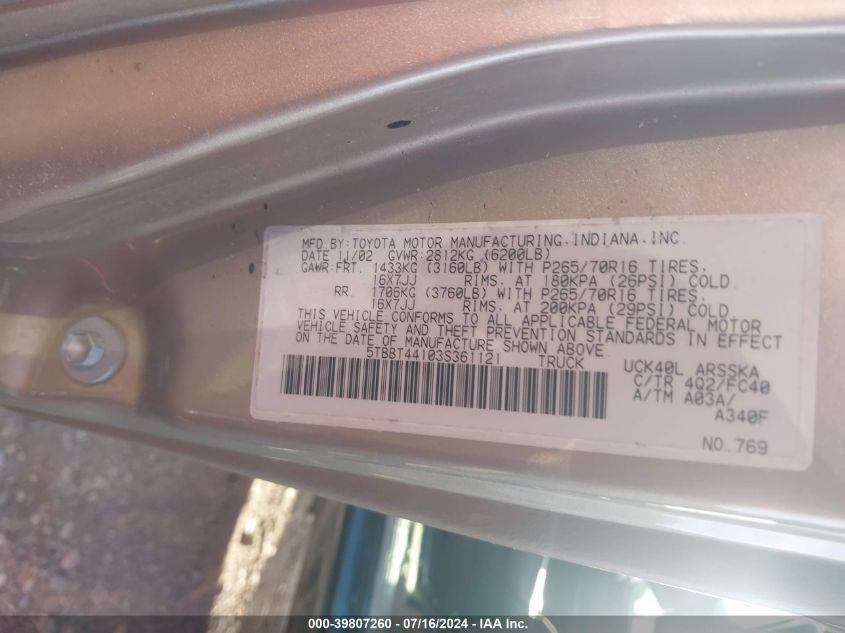 MFD BY: TOYOTA MOTOR MANUFACTURING, INDIANA, INC.
DATE 11/02 GVWR: 2812KG (6200LB)
GAWR: FRT. 1433KG (3160LB) WITH P265/70R16 TIRES,
16X7JJ RIMS, AT 180KPA (26PSI) COLD
RR. 1706KG (3760LB) WITH P265/70R16 TIRES,
16X7JJ RIMS, AT 200KPA (29PSI) COLD
THIS VEHICLE CONFORMS TO ALL APPLICABLE FEDERAL MOTOR
VEHICLE SAFETY AND THEFT PREVENTION STANDARDS IN EFFECT
ON THE DATE OF MANUFACTURE SHOWN ABOVE.
5TBBT44103S361121 TRUCK
UCK40L ARSSKA
C/TR 4Q2/FC40
A/TM A03A/
A340F
NO. 769
000-39807260 - 07/16/2024 - IAA Inc.